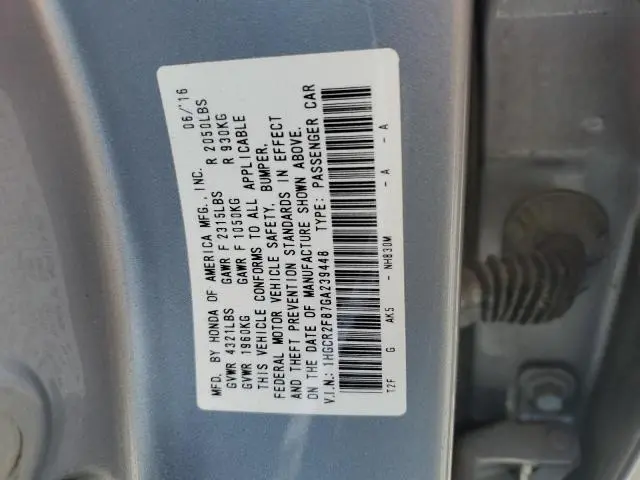 MFD. BY HONDA OF AMERICA MFG., INC. 06/'16
GVWR 4321LBS GAWR F 2315LBS R 2050LBS
GVWR 1960KG GAWR F 1050KG R 930KG
THIS VEHICLE CONFORMS TO ALL APPLICABLE
FEDERAL MOTOR VEHICLE SAFETY, BUMPER,
AND THEFT PREVENTION STANDARDS IN EFFECT
ON THE DATE OF MANUFACTURE SHOWN ABOVE.
V.I.N.: 1HGCR2F87GA239448 TYPE: PASSENGER CAR
T2F G AK5 - NH830M - A - A